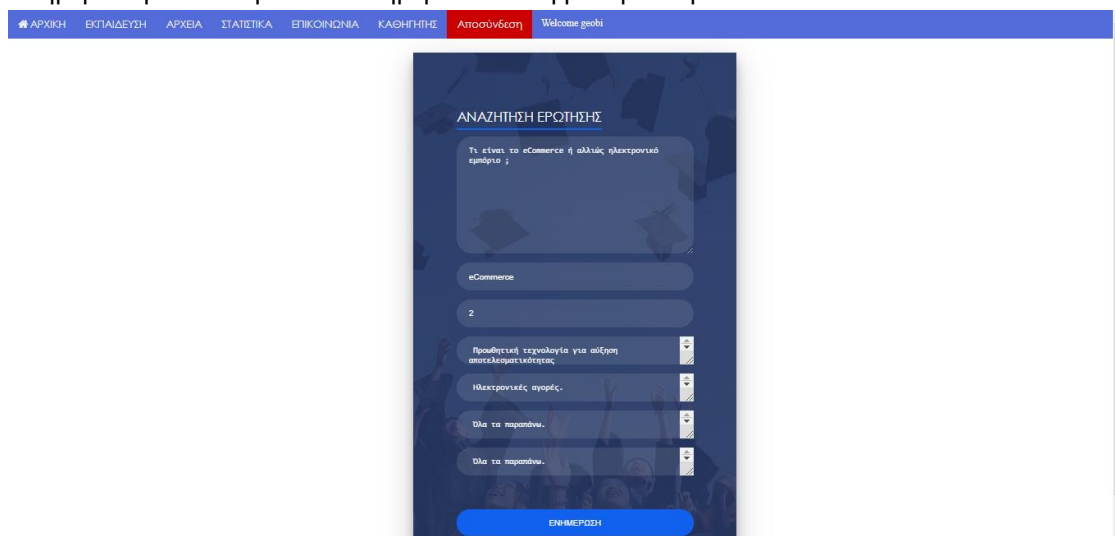 ΑΡΧΙΚΗ ΕΚΠΑΙΔΕΥΣΗ ΑΡΧΕΙΑ ΣΤΑΤΙΣΤΙΚΑ ΕΠΙΚΟΙΝΩΝΙΑ ΚΑΘΗΓΗΤΗΣ Αποσύνδεση Welcome geobi
ΑΝΑΖΗΤΗΣΗ ΕΡΩΤΗΣΗΣ
Τι είναι το eCommerce ή αλλιώς ηλεκτρονικό
εμπόριο ;
eCommerce
2
Προωθητική τεχνολογία για αύξηση
αποτελεσματικότητας
Ηλεκτρονικές αγορές.
Όλα τα παραπάνω.
Όλα τα παραπάνω.
ΕΝΗΜΕΡΩΣΗ